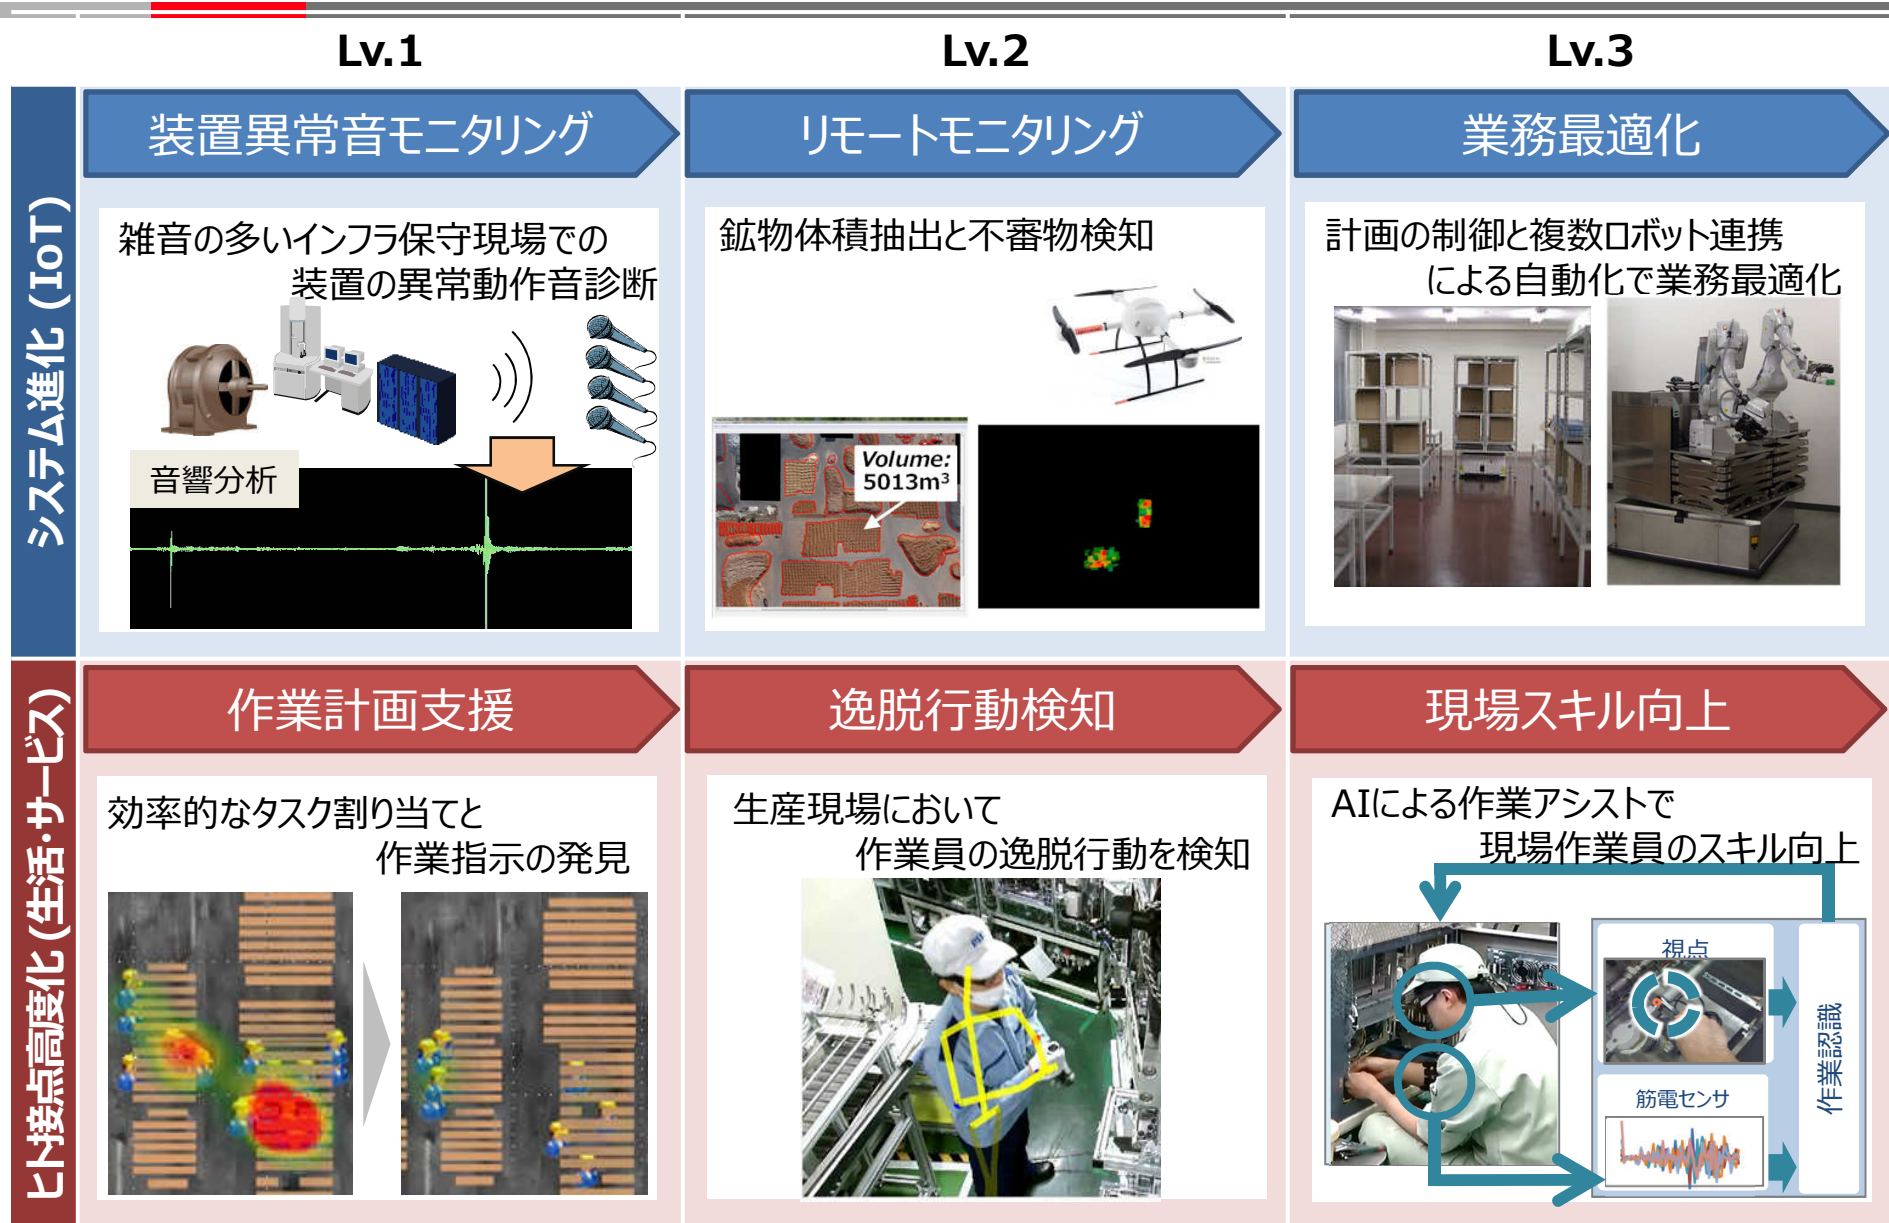 Lv.1
Lv.2
Lv.3
システム進化 (IoT)
装置異常音モニタリング
リモートモニタリング
業務最適化
雑音の多いインフラ保守現場での
装置の異常動作音診断
音響分析
鉱物体積抽出と不審物検知
Volume:
5013m³
計画の制御と複数ロボット連携
による自動化で業務最適化
ヒト接点高度化 (生活・サービス)
作業計画支援
逸脱行動検知
現場スキル向上
効率的なタスク割り当てと
作業指示の発見
生産現場において
作業員の逸脱行動を検知
AIによる作業アシストで
現場作業員のスキル向上
視点
筋電センサ
作業認識